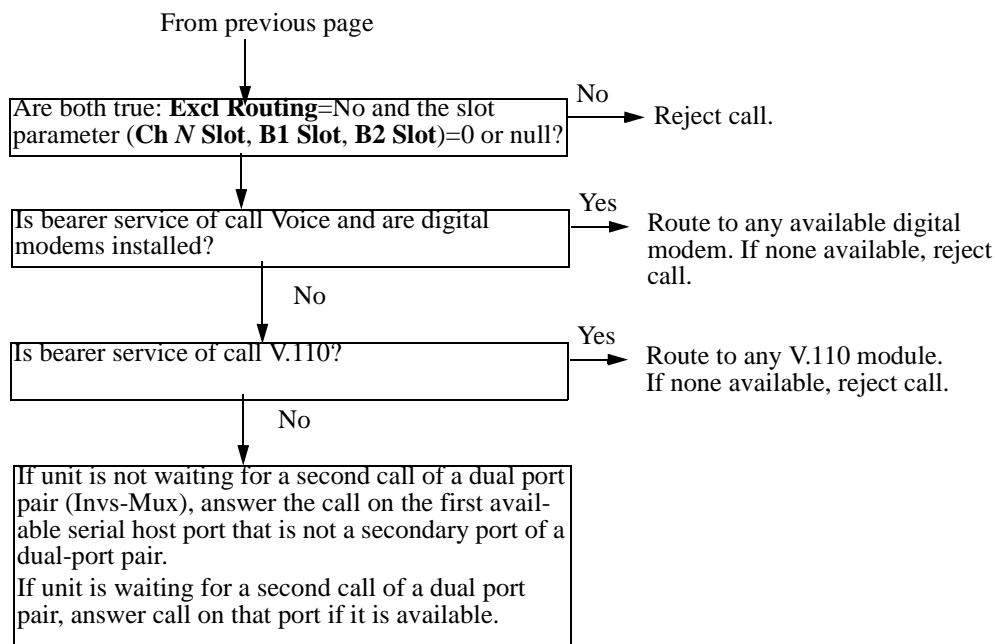 From previous page
Are both true: Excl Routing=No and the slot
parameter (Ch N Slot, B1 Slot, B2 Slot)=0 or null?
No
Reject call.
Is bearer service of call Voice and are digital
modems installed?
Yes
Route to any available digital
modem. If none available, reject
call.
No
Is bearer service of call V.110?
Yes
Route to any V.110 module.
If none available, reject call.
No
If unit is not waiting for a second call of a dual port
pair (Invs-Mux), answer the call on the first avail-
able serial host port that is not a secondary port of a
dual-port pair.
If unit is waiting for a second call of a dual port
pair, answer call on that port if it is available.